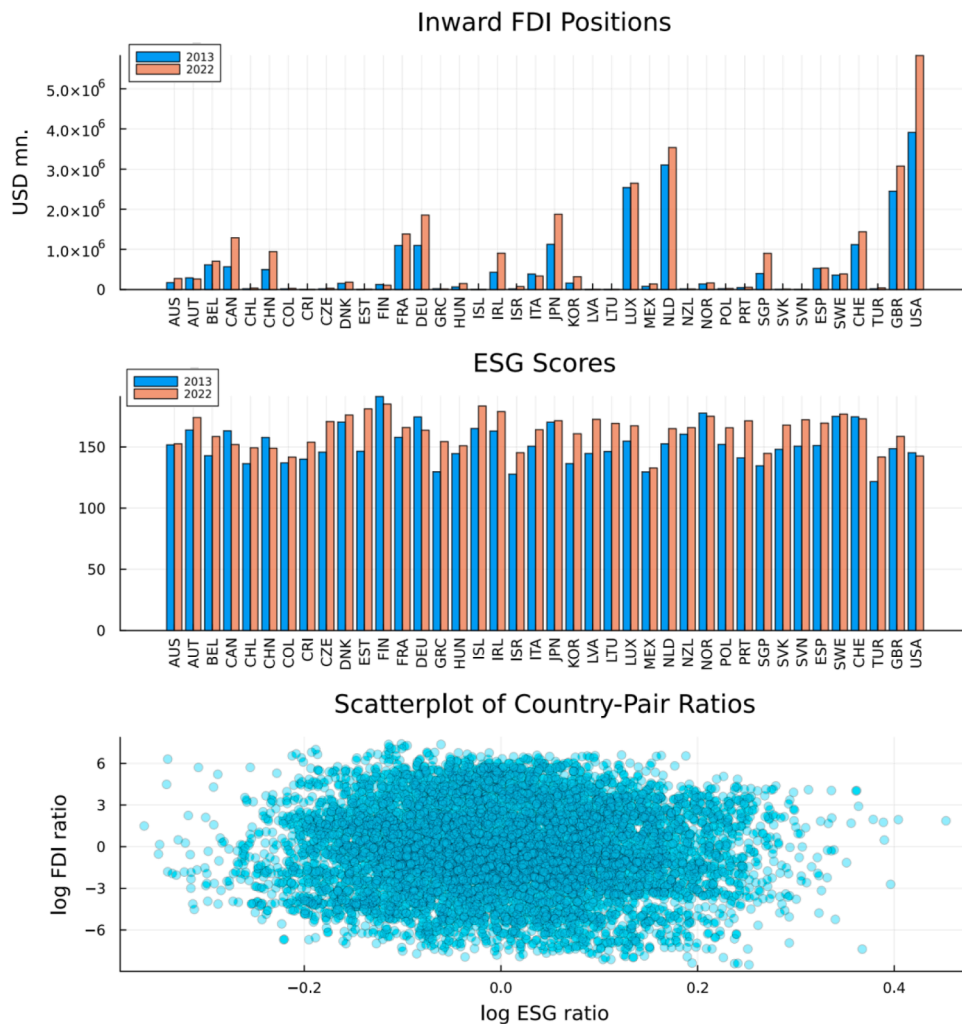 Inward FDI Positions
2013
2022
USD mn.
5.0×10⁶
4.0×10⁶
3.0×10⁶
2.0×10⁶
1.0×10⁶
0
AUS AUT BEL CAN CHL CHN COL CRI CZE DNK EST FIN FRA DEU GRC HUN ISL IRL ISR ITA JPN KOR LVA LTU LUX MEX NLD NZL NOR POL PRT SGP SVK SVN ESP SWE CHE TUR GBR USA
ESG Scores
2013
2022
150
100
50
0
AUS AUT BEL CAN CHL CHN COL CRI CZE DNK EST FIN FRA DEU GRC HUN ISL IRL ISR ITA JPN KOR LVA LTU LUX MEX NLD NZL NOR POL PRT SGP SVK SVN ESP SWE CHE TUR GBR USA
Scatterplot of Country-Pair Ratios
log FDI ratio
6
3
0
−3
−6
−0.2 0.0 0.2 0.4
log ESG ratio